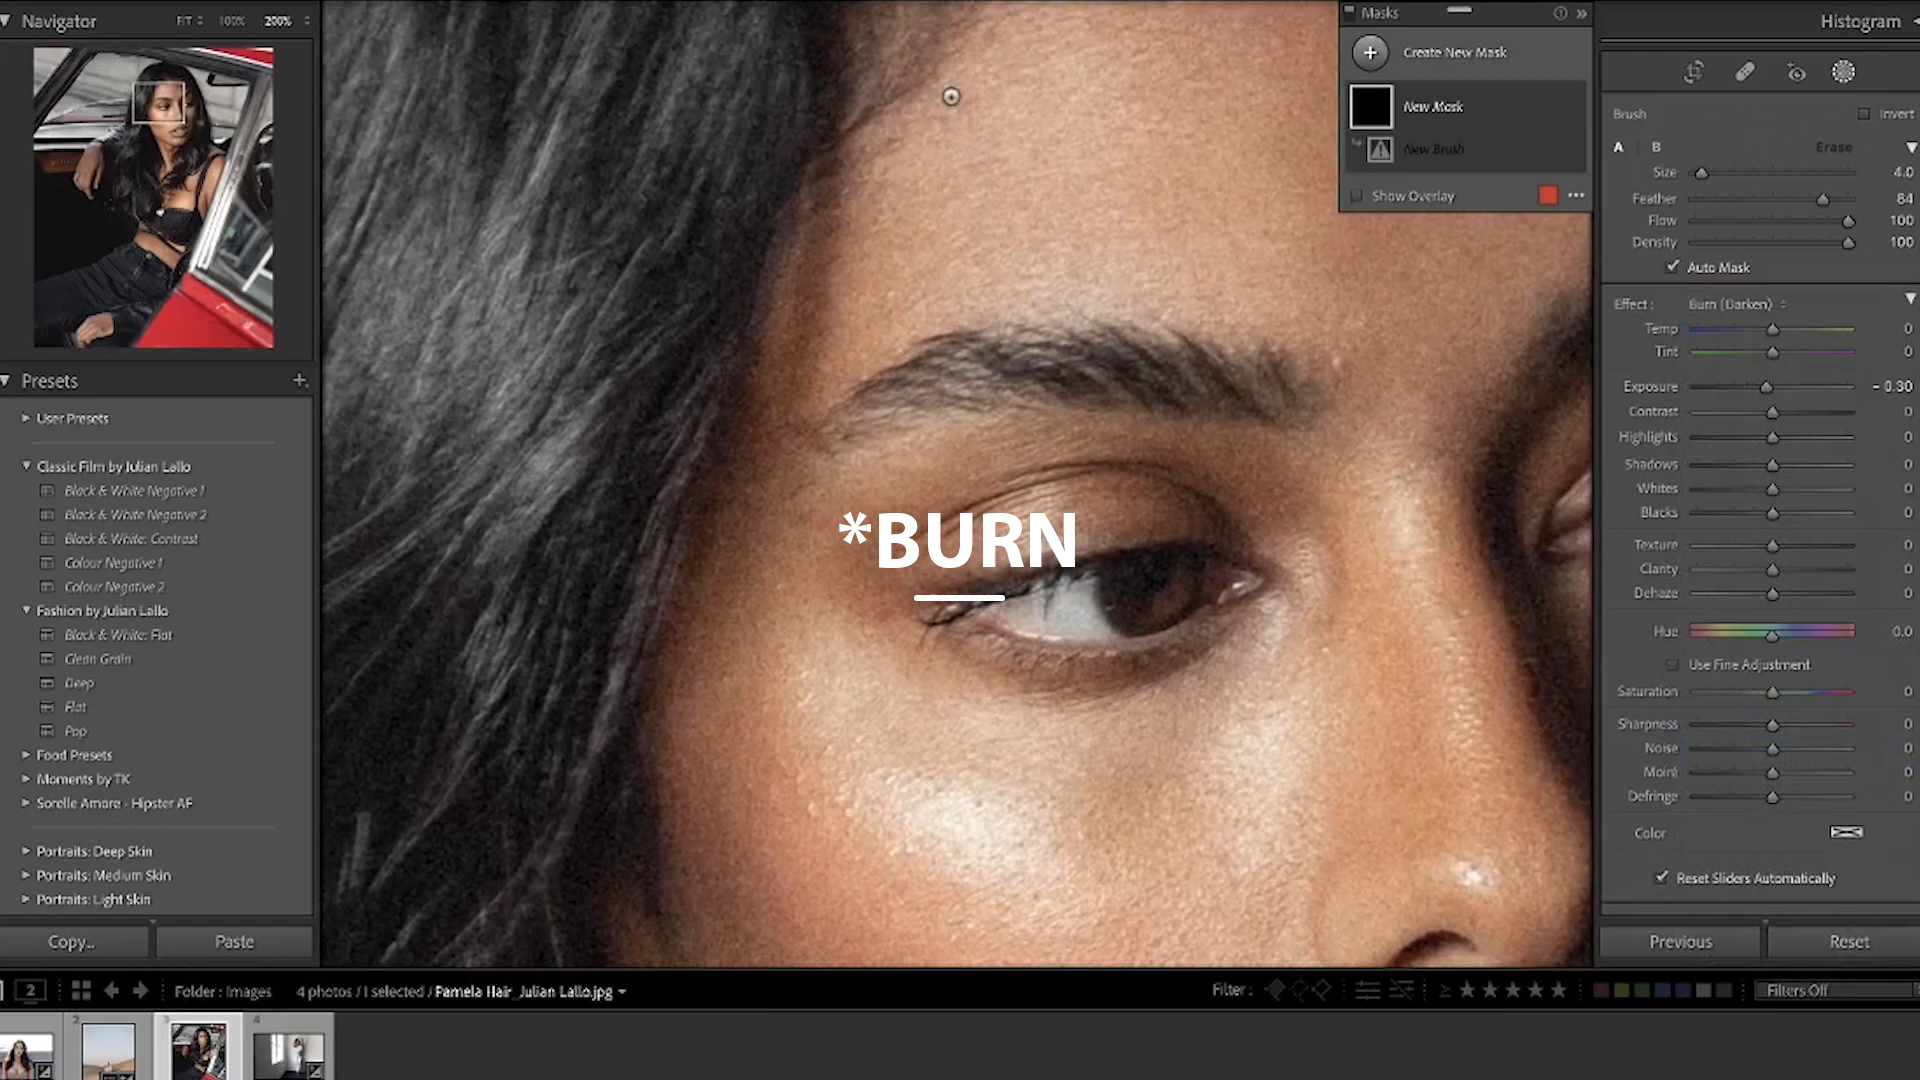 Navigator
FIT
100%
200%
Presets
User Presets
Classic Film by Julian Lallo
Black & White Negative 1
Black & White Negative 2
Black & White: Contrast
Colour Negative 1
Colour Negative 2
Fashion by Julian Lallo
Black & White: Flat
Clean Grain
Deep
Flat
Pop
Food Presets
Moments by TK
Sorelle Amore - Hipster AF
Portraits: Deep Skin
Portraits: Medium Skin
Portraits: Light Skin
Copy...
Paste
*BURN
Masks
Create New Mask
New Mask
New Brush
Show Overlay
Histogram
Brush
Invert
A B Erase
Size 4.0
Feather 84
Flow 100
Density 100
Auto Mask
Effect : Burn (Darken)
Temp 0
Tint 0
Exposure - 0.30
Contrast 0
Highlights 0
Shadows 0
Whites 0
Blacks 0
Texture 0
Clarity 0
Dehaze 0
Hue 0.0
Use Fine Adjustment
Saturation 0
Sharpness 0
Noise 0
Moiré 0
Defringe 0
Color
Reset Sliders Automatically
Previous
Reset
2
Folder : Images
4 photos / 1 selected / Pamela Hair_Julian Lallo.jpg
Filter :
≥
Filters Off
2
3
4